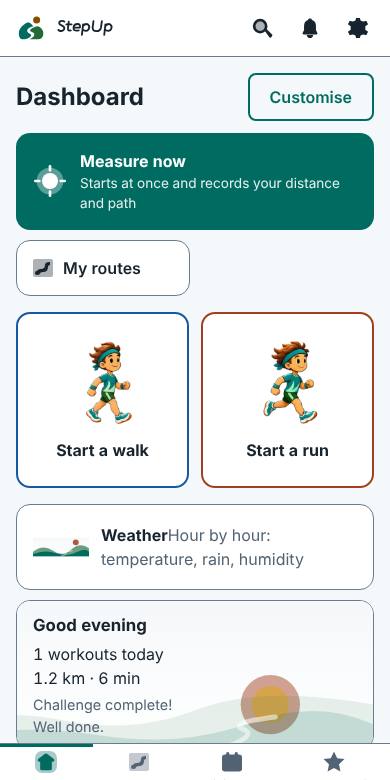 StepUp
Dashboard
Customise
Measure now
Starts at once and records your distance
and path
My routes
Start a walk
Start a run
WeatherHour by hour:
temperature, rain, humidity
Good evening
1 workouts today
1.2 km · 6 min
Challenge complete!
Well done.